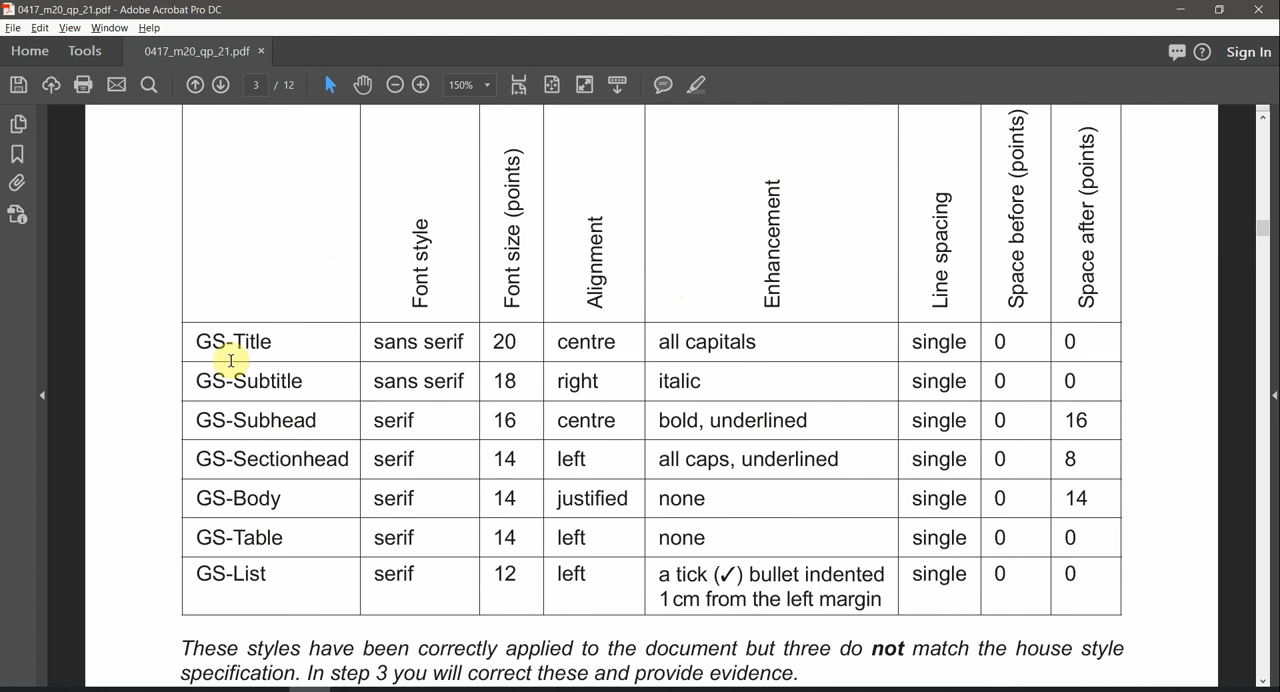 0417_m20_qp_21.pdf - Adobe Acrobat Pro DC
File Edit View Window Help
Home Tools 0417_m20_qp_21.pdf ×
Sign In
3 / 12 150%
Font style Font size (points) Alignment Enhancement Line spacing Space before (points) Space after (points)
GS-Title sans serif 20 centre all capitals single 0 0
GS-Subtitle sans serif 18 right italic single 0 0
GS-Subhead serif 16 centre bold, underlined single 0 16
GS-Sectionhead serif 14 left all caps, underlined single 0 8
GS-Body serif 14 justified none single 0 14
GS-Table serif 14 left none single 0 0
GS-List serif 12 left a tick (✓) bullet indented single 0 0
1 cm from the left margin
These styles have been correctly applied to the document but three do not match the house style
specification. In step 3 you will correct these and provide evidence.